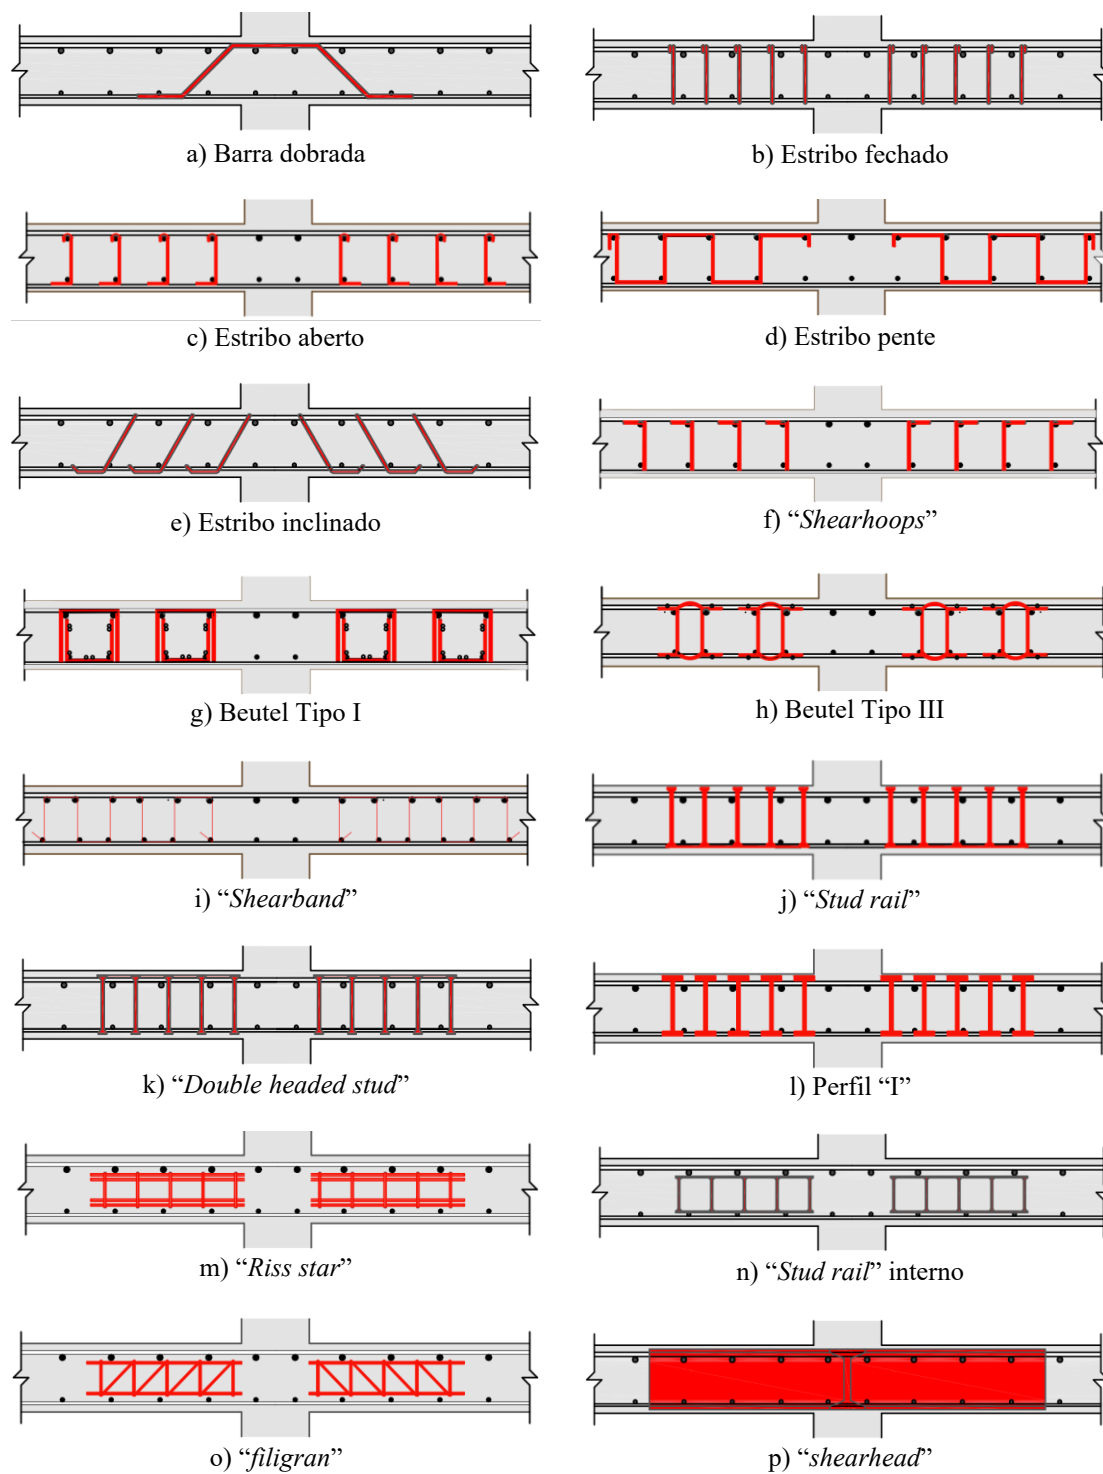 a) Barra dobrada
b) Estribo fechado
c) Estribo aberto
d) Estribo pente
e) Estribo inclinado
f) “Shearhoops”
g) Beutel Tipo I
h) Beutel Tipo III
i) “Shearband”
j) “Stud rail”
k) “Double headed stud”
l) Perfil “I”
m) “Riss star”
n) “Stud rail” interno
o) “filigran”
p) “shearhead”